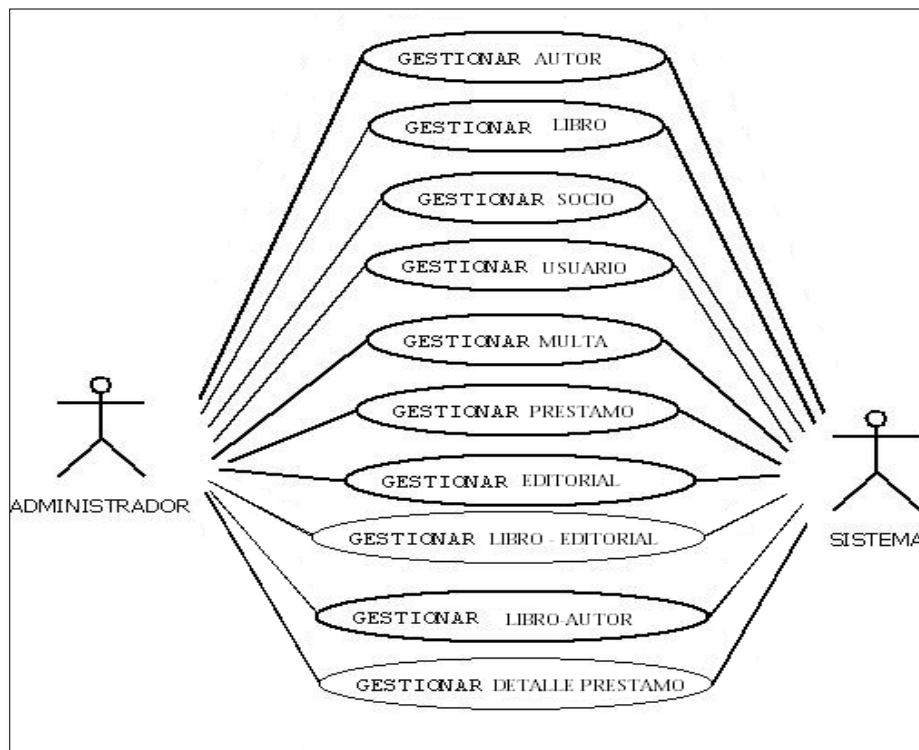 GESTIONAR AUTOR
GESTIONAR LIBRO
GESTIONAR SOCIO
GESTIONAR USUARIO
GESTIONAR MULTA
GESTIONAR PRESTAMO
GESTIONAR EDITORIAL
ADMINISTRADOR
GESTIONAR LIBRO - EDITORIAL
SISTEMA
GESTIONAR LIBRO-AUTOR
GESTIONAR DETALLE PRESTAMO